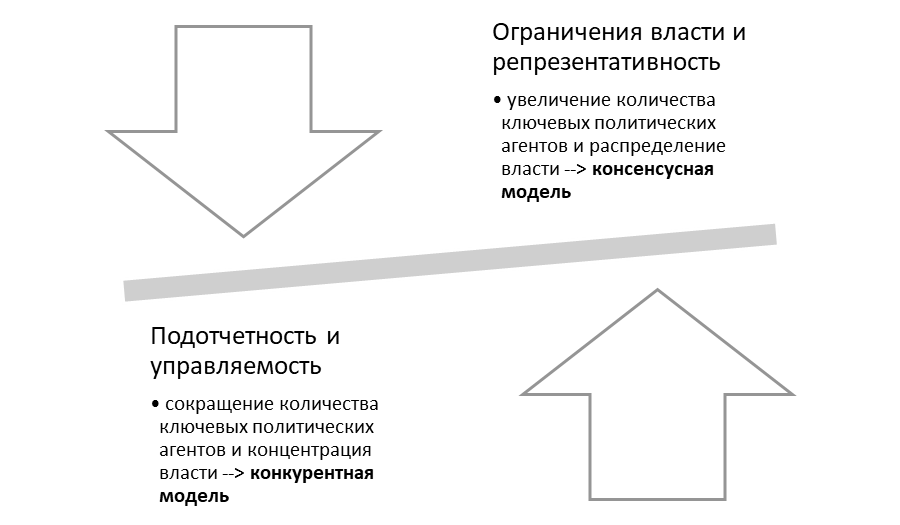 Ограничения власти и
репрезентативность
• увеличение количества
ключевых политических
агентов и распределение
власти --> консенсусная
модель
Подотчетность и
управляемость
• сокращение количества
ключевых политических
агентов и концентрация
власти --> конкурентная
модель